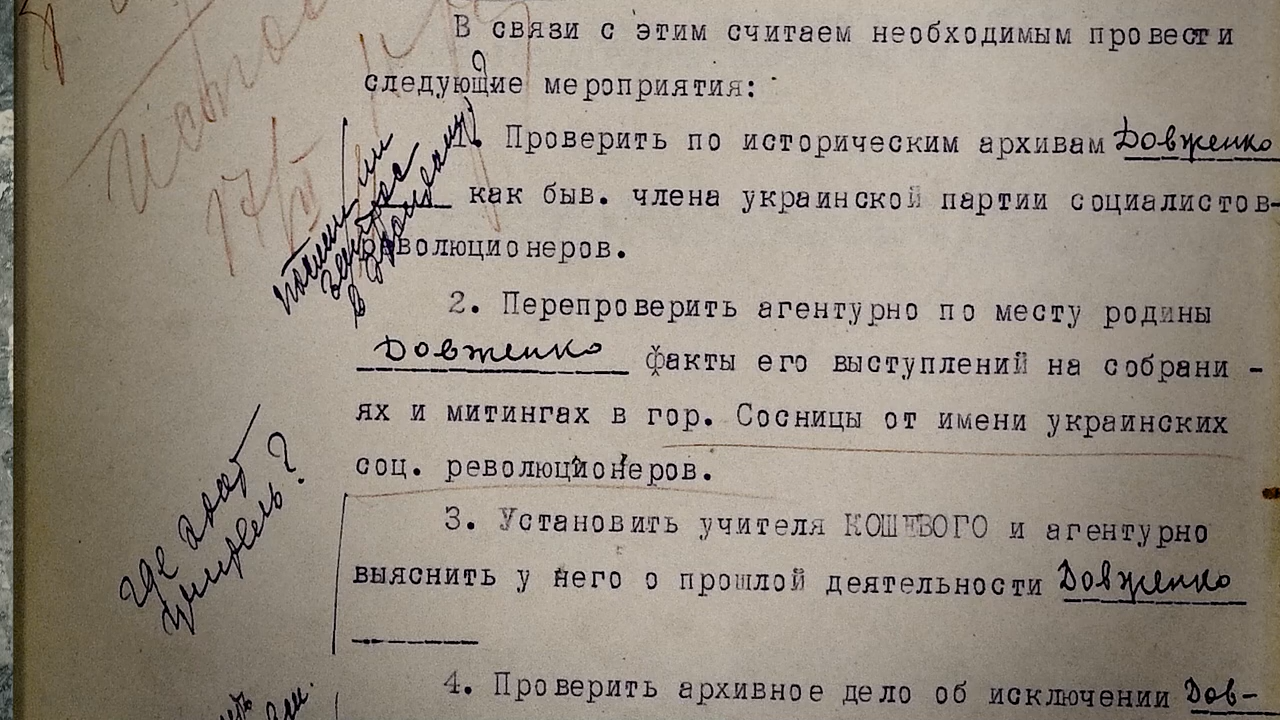 В связи с этим считаем необходимым провести
следующие мероприятия:
1. Проверить по историческим архивам Довженко
как быв. члена украинской партии социалистов-
революционеров.
2. Перепроверить агентурно по месту родины
Довженко факты его выступлений на собрани -
ях и митингах в гор. Сосницы от имени украинских
соц. революционеров.
3. Установить учителя КОШЕВОГО и агентурно
выяснить у него о прошлой деятельности Довженко
4. Проверить архивное дело об исключении Дов-
где этот
учитель?